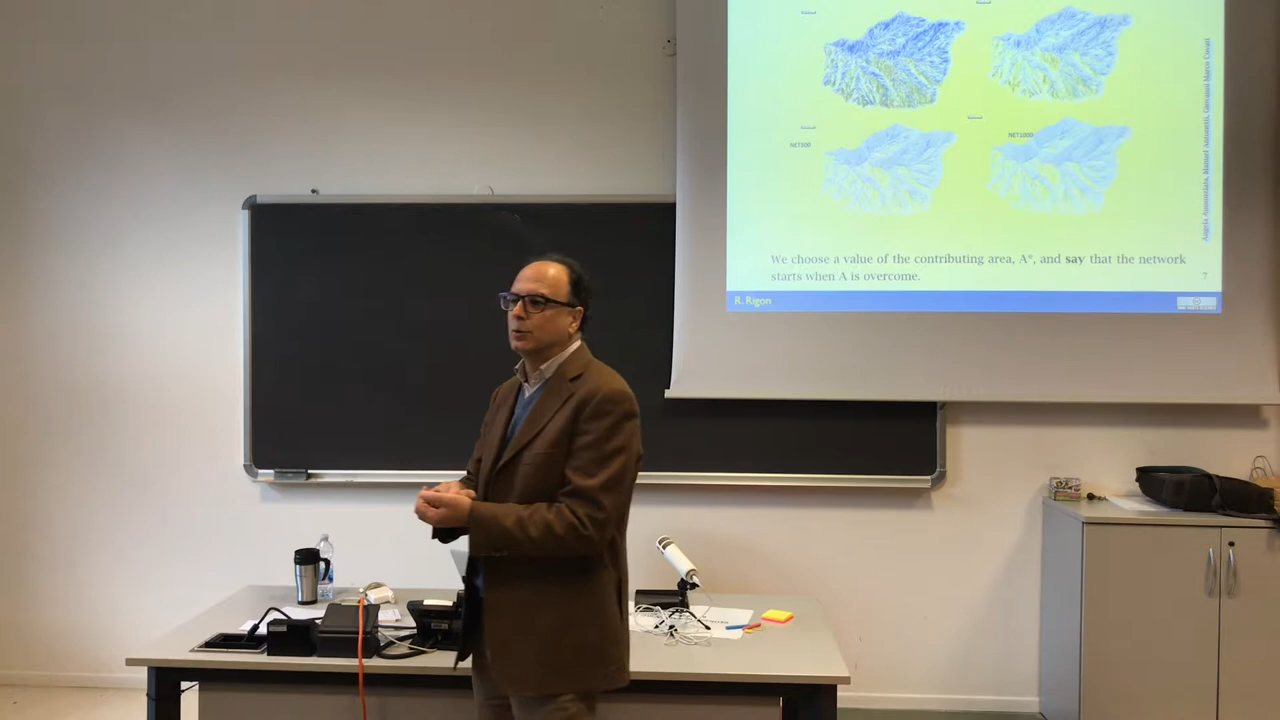 NET500
NET1000
We choose a value of the contributing area, A*, and say that the network
starts when A is overcome.
7
R. Rigon